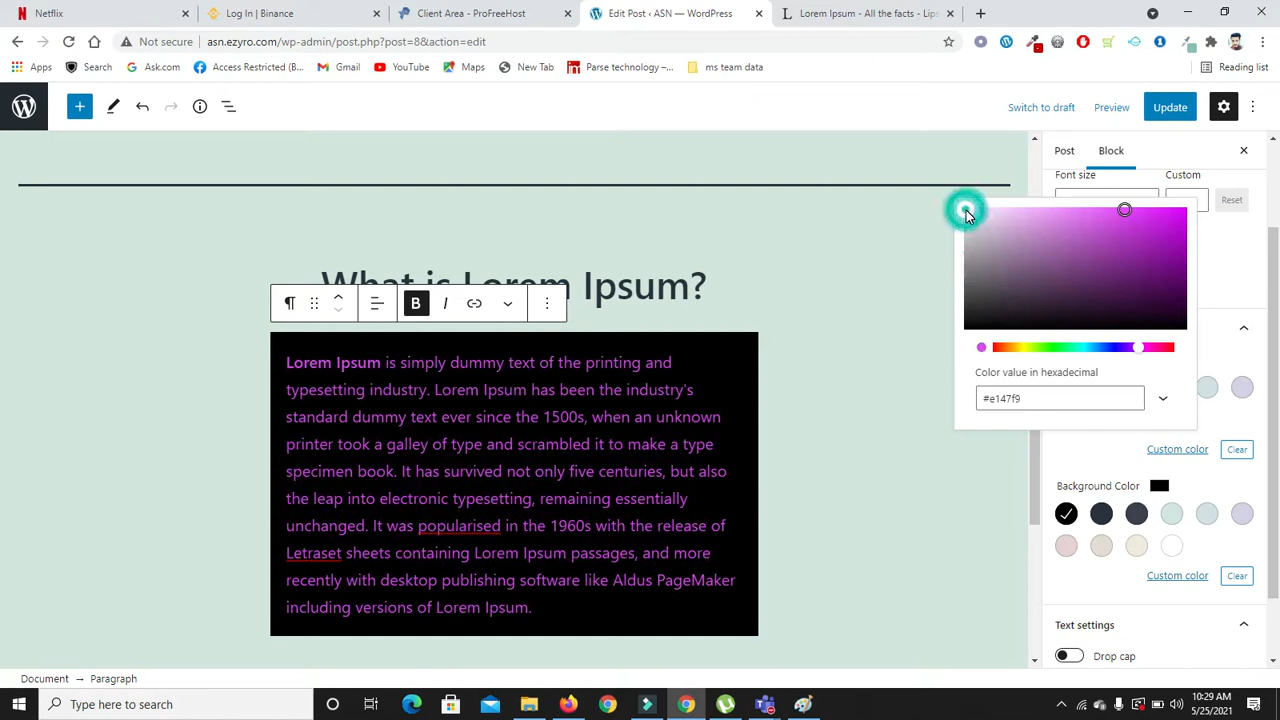 Netflix
Log In | Binance
Client Area - ProFreeHost
Edit Post ‹ ASN — WordPress
Lorem Ipsum - All the facts - Lips
Not secure
asn.ezyro.com/wp-admin/post.php?post=8&action=edit
Apps
Search
Ask.com
Access Restricted (B...
Gmail
YouTube
Maps
New Tab
Parse technology –...
ms team data
Reading list
Switch to draft
Preview
Update
Post
Block
Font size
Custom
Reset
What is Lorem Ipsum?
B
I
Lorem Ipsum is simply dummy text of the printing and
typesetting industry. Lorem Ipsum has been the industry's
standard dummy text ever since the 1500s, when an unknown
printer took a galley of type and scrambled it to make a type
specimen book. It has survived not only five centuries, but also
the leap into electronic typesetting, remaining essentially
unchanged. It was popularised in the 1960s with the release of
Letraset sheets containing Lorem Ipsum passages, and more
recently with desktop publishing software like Aldus PageMaker
including versions of Lorem Ipsum.
Color value in hexadecimal
#e147f9
Custom color
Clear
Background Color
Custom color
Clear
Text settings
Drop cap
Document
Paragraph
Type here to search
10:29 AM
5/25/2021